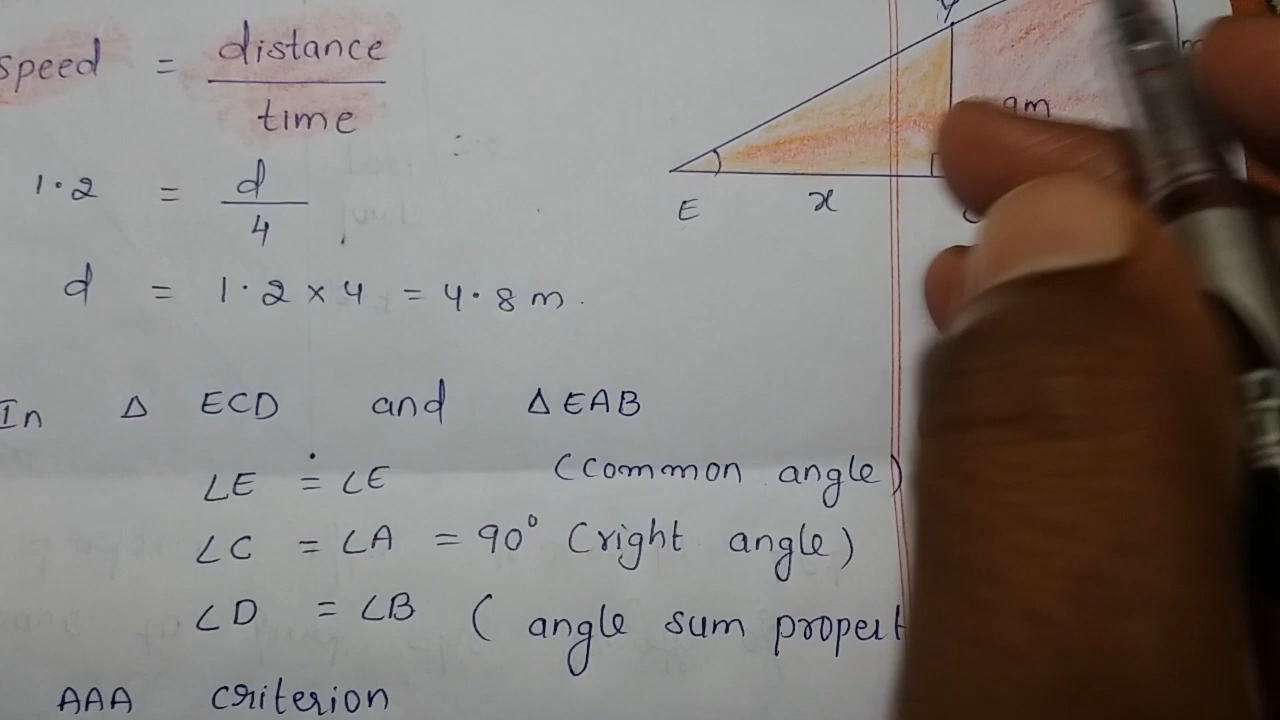 speed = distance
time
1.2 = d
4
d = 1.2 × 4 = 4.8 m.
E x
In Δ ECD and Δ EAB
∠E = ∠E (common angle)
∠C = ∠A = 90° (right angle)
∠D = ∠B ( angle sum
AAA criterion